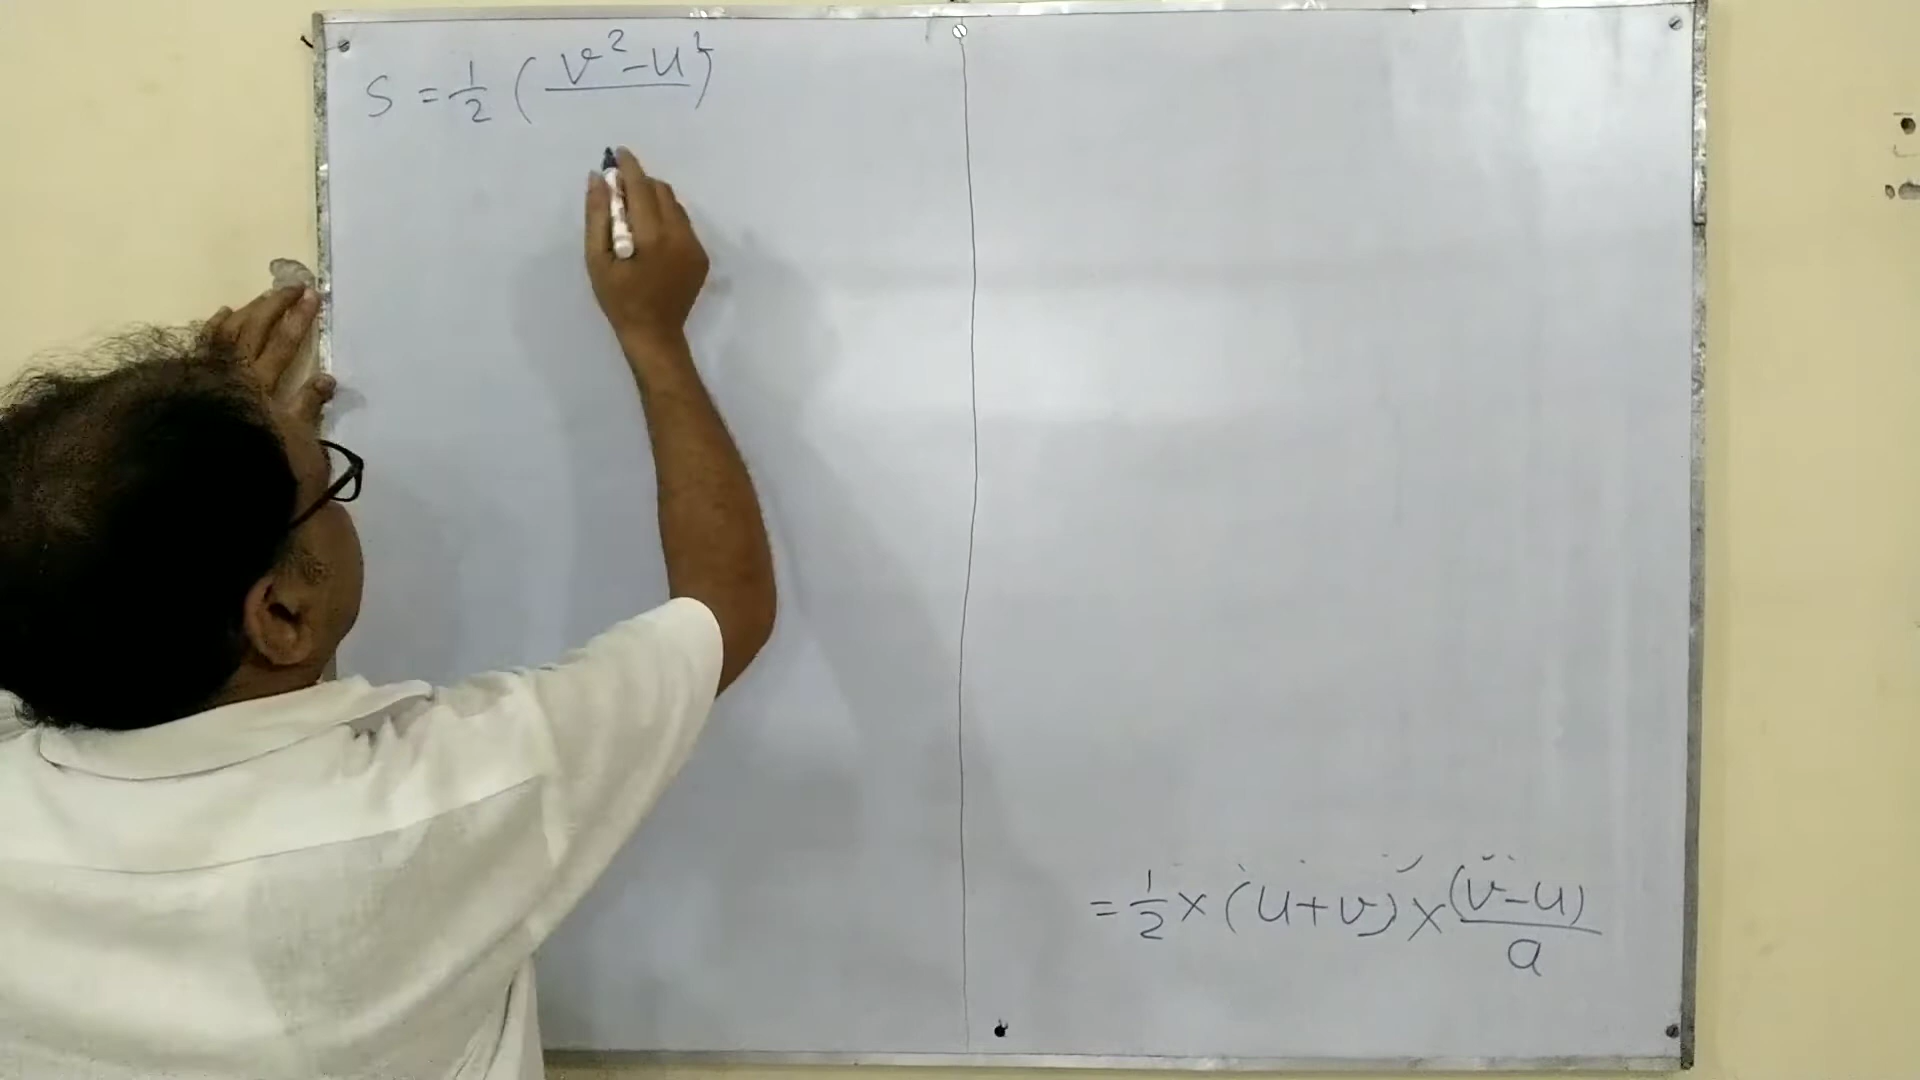 S = 1/2 ( v² - u² / )
= 1/2 × (u+v) × (v-u) / a